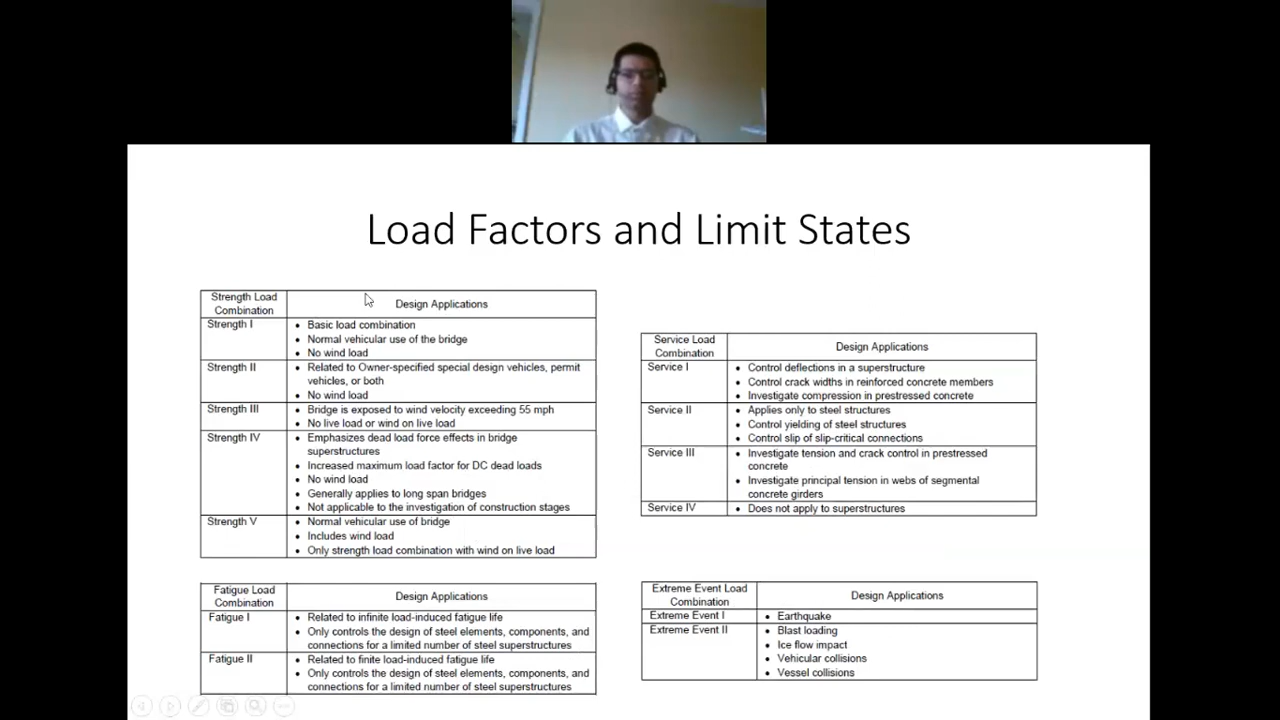 Load Factors and Limit States
Strength Load
Combination
Design Applications
Strength I
• Basic load combination
• Normal vehicular use of the bridge
• No wind load
Strength II
• Related to Owner-specified special design vehicles, permit
vehicles, or both
• No wind load
Strength III
• Bridge is exposed to wind velocity exceeding 55 mph
• No live load or wind on live load
Strength IV
• Emphasizes dead load force effects in bridge
superstructures
• Increased maximum load factor for DC dead loads
• No wind load
• Generally applies to long span bridges
• Not applicable to the investigation of construction stages
Strength V
• Normal vehicular use of bridge
• Includes wind load
• Only strength load combination with wind on live load
Service Load
Combination
Design Applications
Service I
• Control deflections in a superstructure
• Control crack widths in reinforced concrete members
• Investigate compression in prestressed concrete
Service II
• Applies only to steel structures
• Control yielding of steel structures
• Control slip of slip-critical connections
Service III
• Investigate tension and crack control in prestressed
concrete
• Investigate principal tension in webs of segmental
concrete girders
Service IV
• Does not apply to superstructures
Fatigue Load
Combination
Design Applications
Fatigue I
• Related to infinite load-induced fatigue life
• Only controls the design of steel elements, components, and
connections for a limited number of steel superstructures
Fatigue II
• Related to finite load-induced fatigue life
• Only controls the design of steel elements, components, and
connections for a limited number of steel superstructures
Extreme Event Load
Combination
Design Applications
Extreme Event I
• Earthquake
Extreme Event II
• Blast loading
• Ice flow impact
• Vehicular collisions
• Vessel collisions